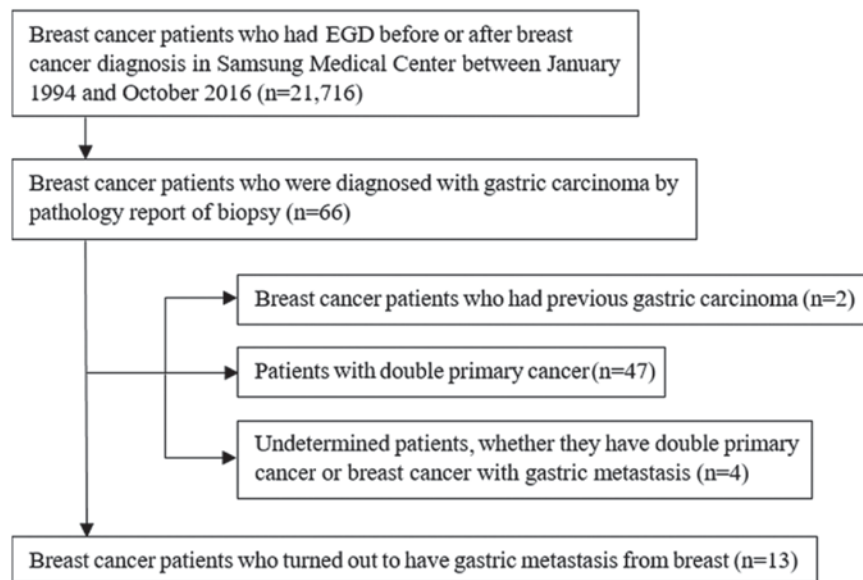 Breast cancer patients who had EGD before or after breast
cancer diagnosis in Samsung Medical Center between January
1994 and October 2016 (n=21,716)
Breast cancer patients who were diagnosed with gastric carcinoma by
pathology report of biopsy (n=66)
Breast cancer patients who had previous gastric carcinoma (n=2)
Patients with double primary cancer(n=47)
Undetermined patients, whether they have double primary
cancer or breast cancer with gastric metastasis (n=4)
Breast cancer patients who turned out to have gastric metastasis from breast (n=13)